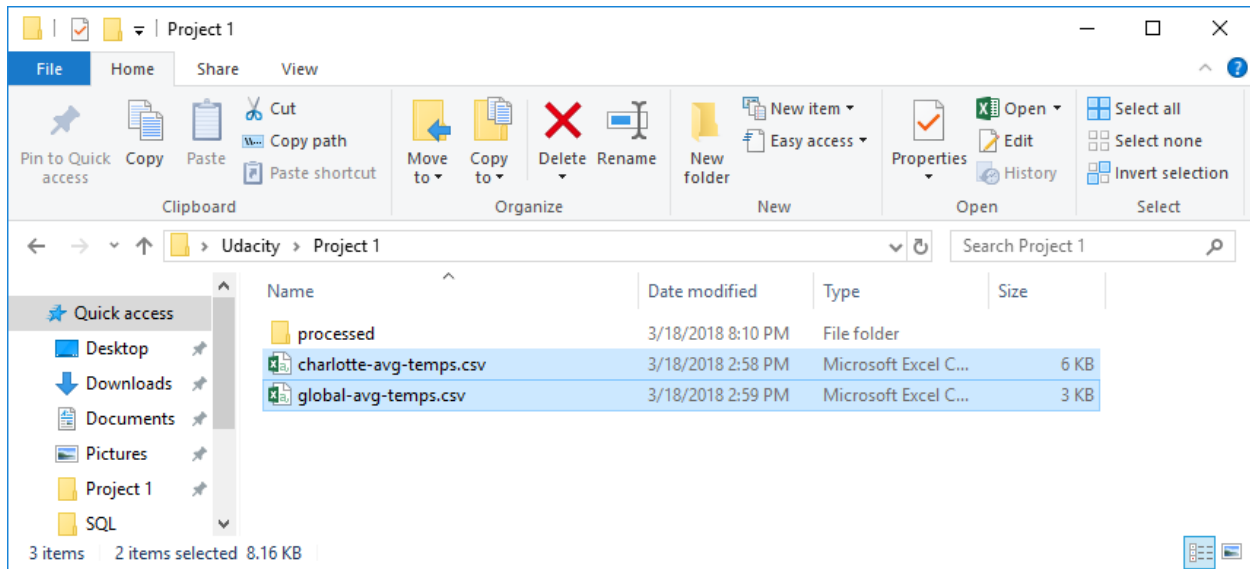 Project 1
File Home Share View
Pin to Quick access
Copy
Paste
Cut
Copy path
Paste shortcut
Clipboard
Move to
Copy to
Delete
Rename
Organize
New folder
New item
Easy access
New
Properties
Open
Edit
History
Open
Select all
Select none
Invert selection
Select
Udacity > Project 1
Search Project 1
Quick access
Desktop
Downloads
Documents
Pictures
Project 1
SQL
Name Date modified Type Size
processed 3/18/2018 8:10 PM File folder
charlotte-avg-temps.csv 3/18/2018 2:58 PM Microsoft Excel C... 6 KB
global-avg-temps.csv 3/18/2018 2:59 PM Microsoft Excel C... 3 KB
3 items 2 items selected 8.16 KB